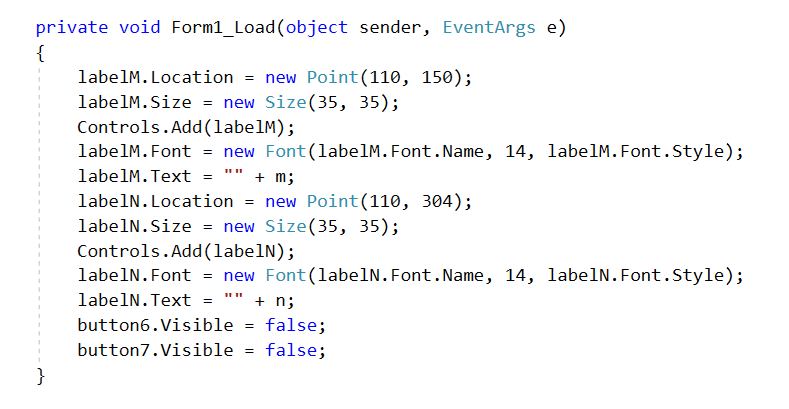 private void Form1_Load(object sender, EventArgs e)
{
    labelM.Location = new Point(110, 150);
    labelM.Size = new Size(35, 35);
    Controls.Add(labelM);
    labelM.Font = new Font(labelM.Font.Name, 14, labelM.Font.Style);
    labelM.Text = "" + m;
    labelN.Location = new Point(110, 304);
    labelN.Size = new Size(35, 35);
    Controls.Add(labelN);
    labelN.Font = new Font(labelN.Font.Name, 14, labelN.Font.Style);
    labelN.Text = "" + n;
    button6.Visible = false;
    button7.Visible = false;
}